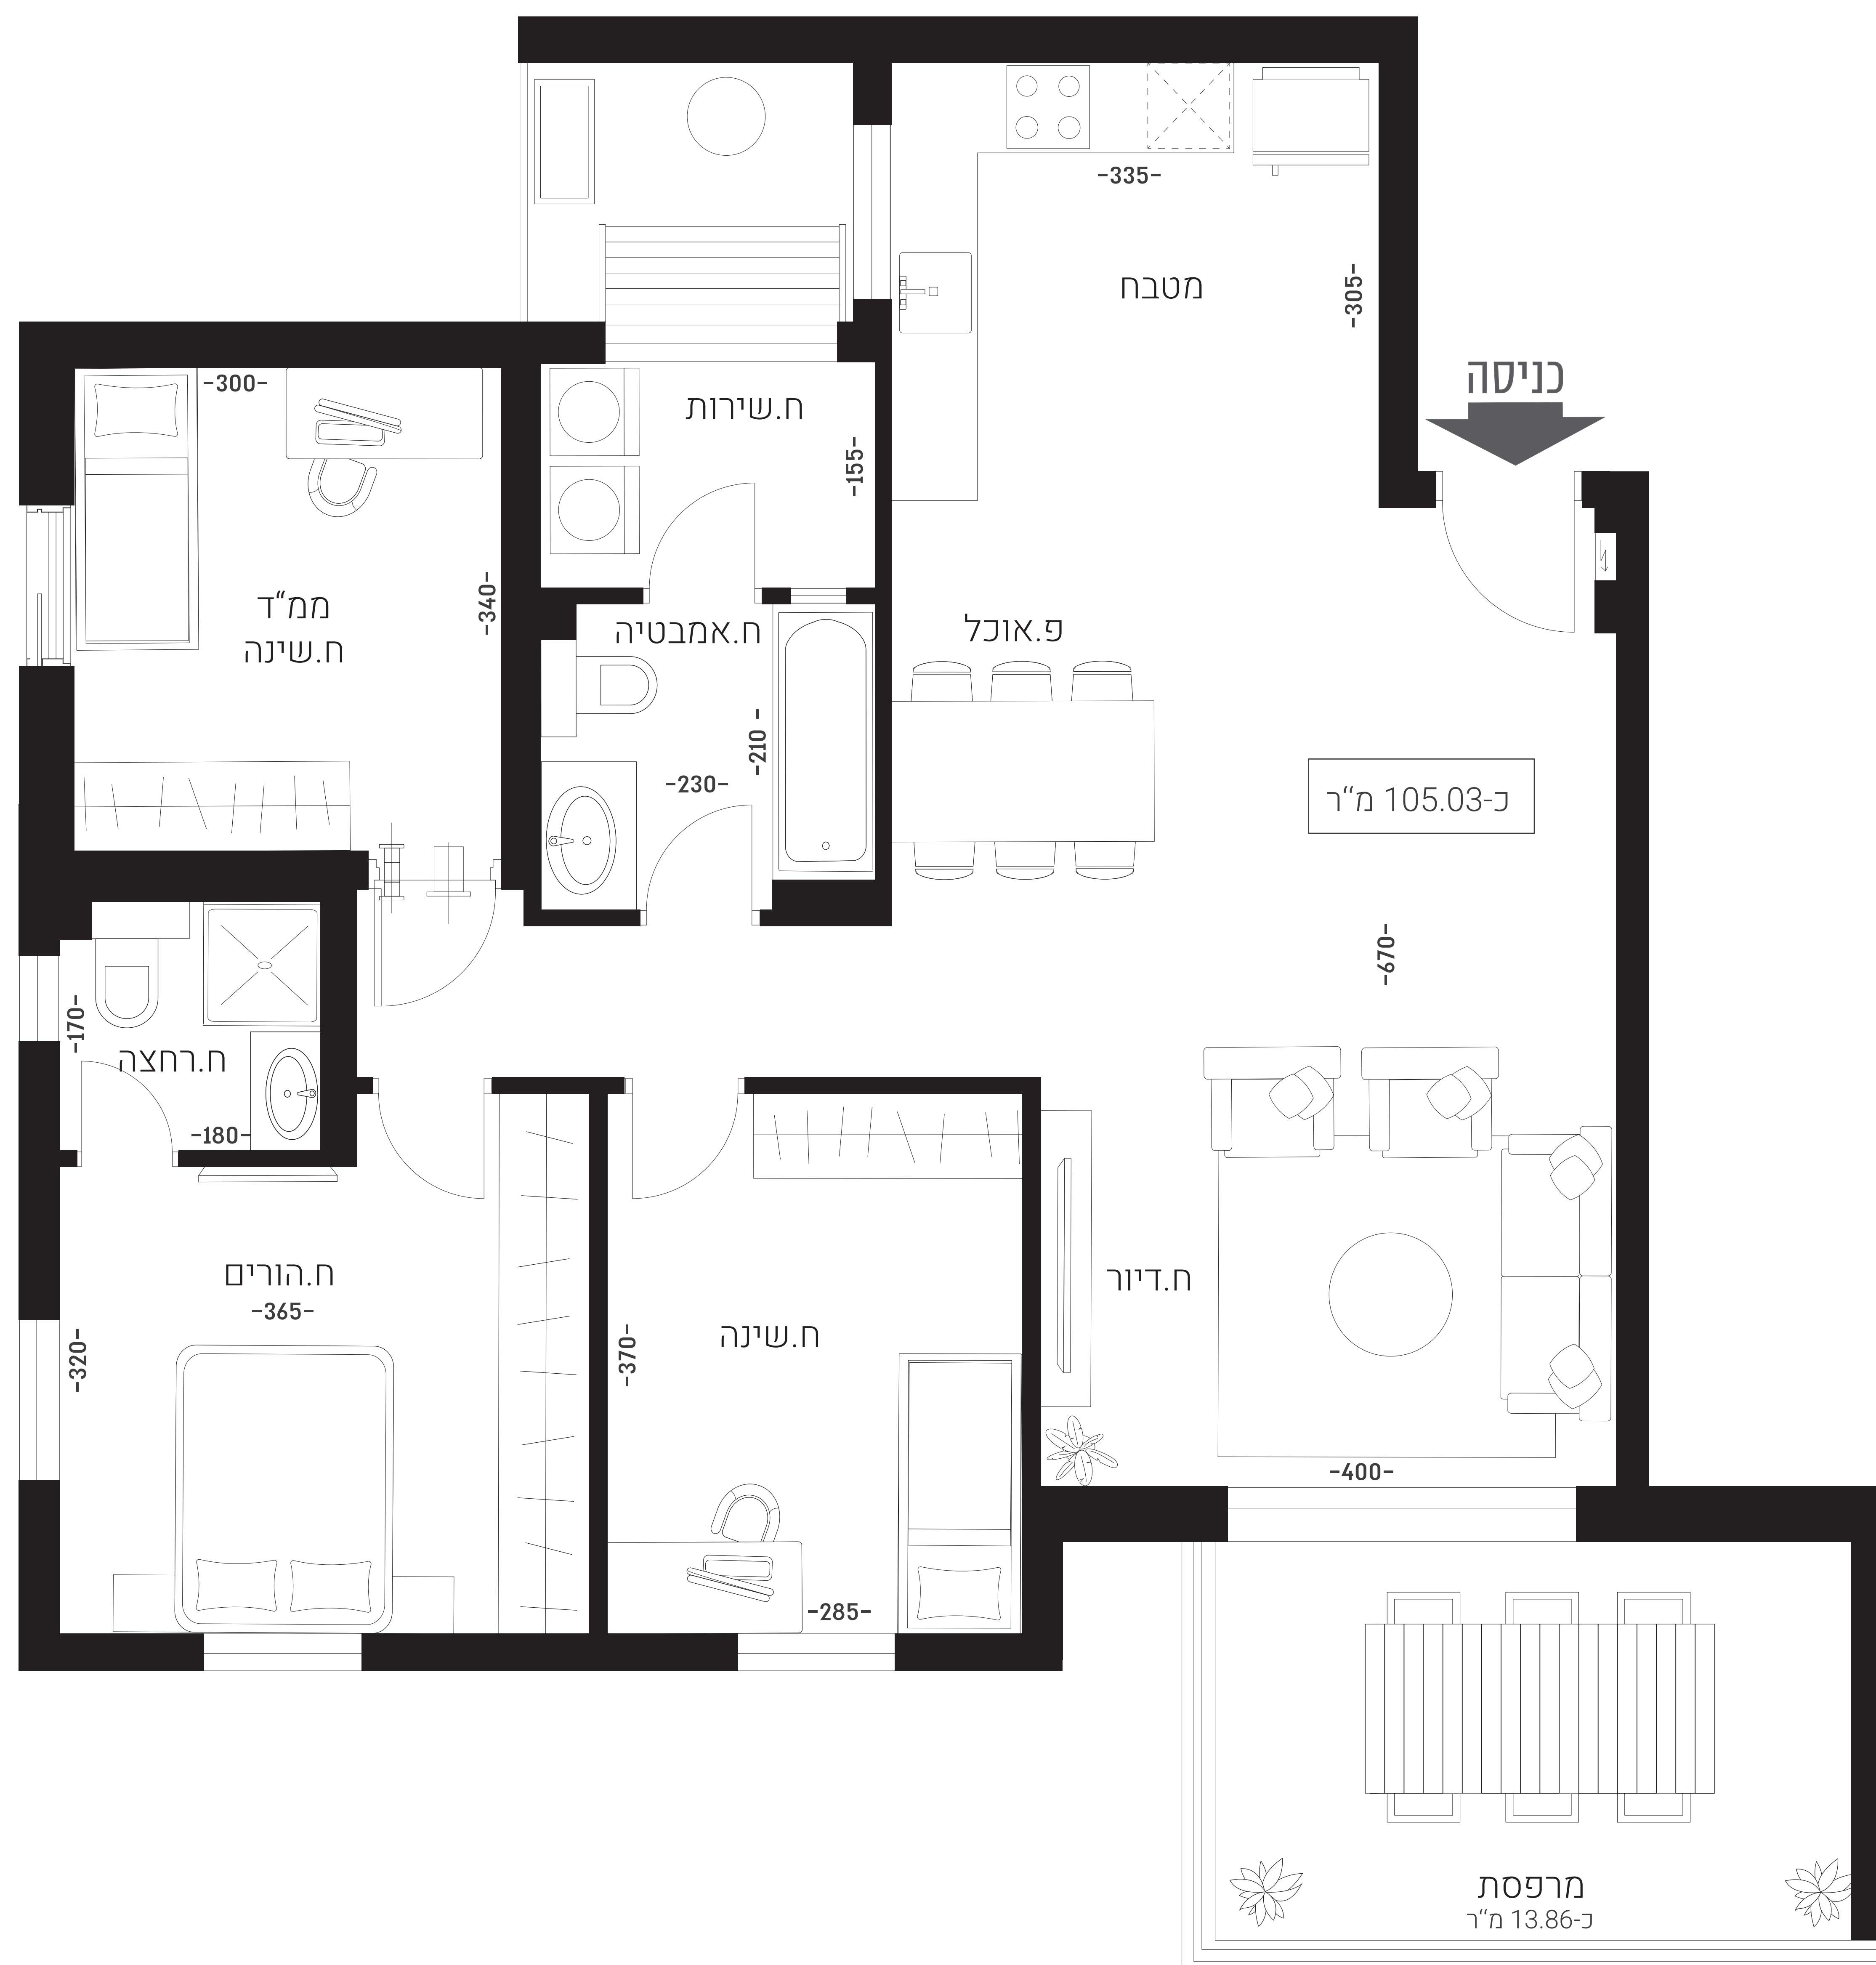 -335-
מטבח
-305-
כניסה
-300-
ח.שירות
-155-
ממ״ד
ח.שינה
-340-
ח.אמבטיה
פ.אוכל
-210 -
-230-
כ-105.03 מ״ר
-670-
-170-
ח.רחצה
-180-
ח.הורים
-365-
-320-
ח.דיור
ח.שינה
-370-
-400-
-285-
מרפסת
כ-13.86 מ״ר